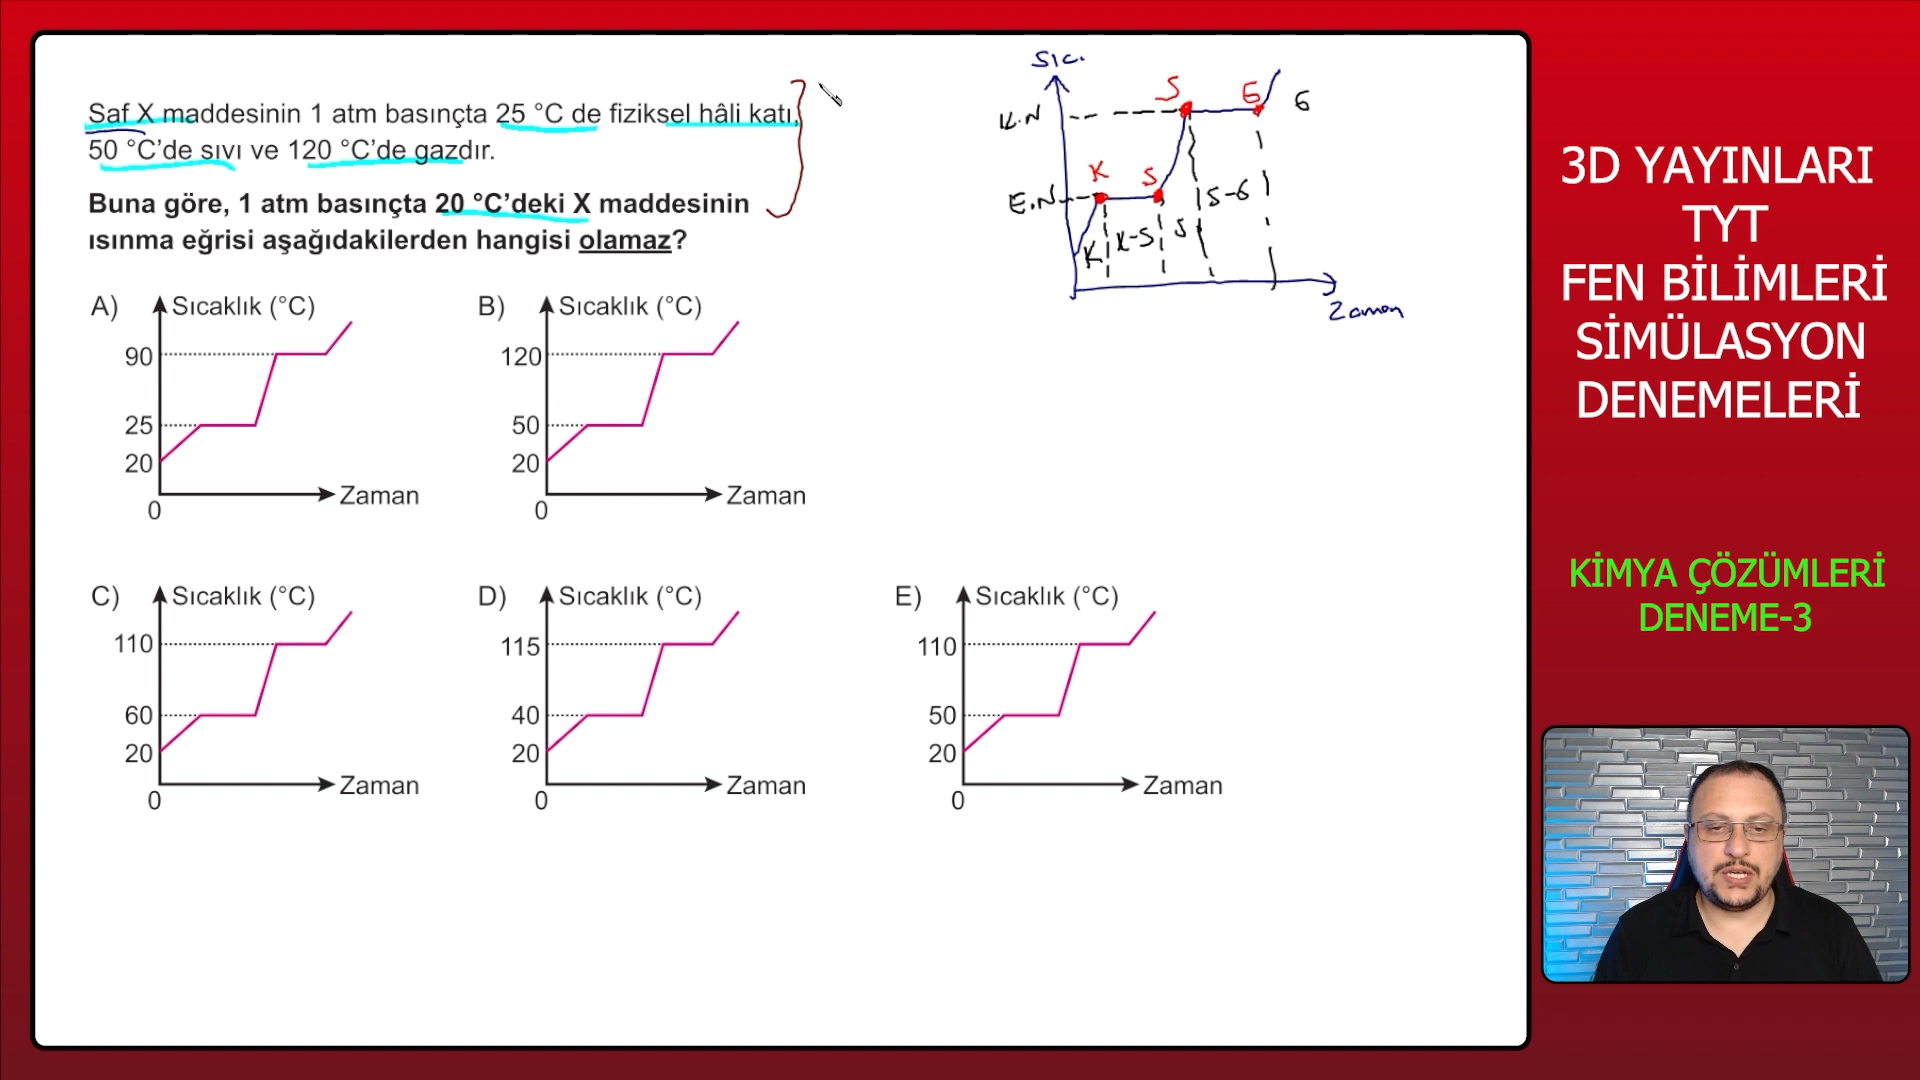 Saf X maddesinin 1 atm basınçta 25 °C de fiziksel hâli katı,
50 °C’de sıvı ve 120 °C’de gazdır.
Buna göre, 1 atm basınçta 20 °C’deki X maddesinin
ısınma eğrisi aşağıdakilerden hangisi olamaz?
A) Sıcaklık (°C)
90
25
20
0
Zaman
B) Sıcaklık (°C)
120
50
20
0
Zaman
C) Sıcaklık (°C)
110
60
20
0
Zaman
D) Sıcaklık (°C)
115
40
20
0
Zaman
E) Sıcaklık (°C)
110
50
20
0
Zaman
Sıc.
K.N
E.N
K
S
S
G
G
K
K-S
S
S-G
Zaman
3D YAYINLARI
TYT
FEN BİLİMLERİ
SİMÜLASYON
DENEMELERİ
KİMYA ÇÖZÜMLERİ
DENEME-3